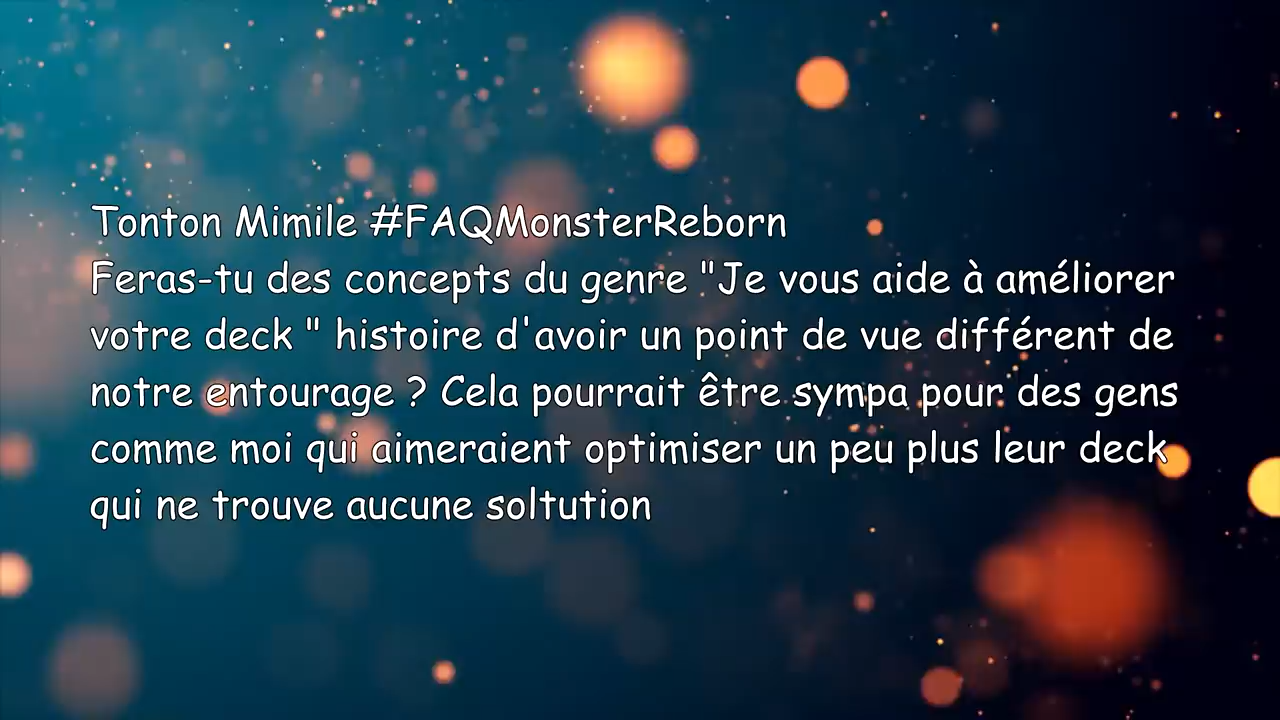 Tonton Mimile #FAQMonsterReborn
Feras-tu des concepts du genre "Je vous aide à améliorer
votre deck " histoire d'avoir un point de vue différent de
notre entourage ? Cela pourrait être sympa pour des gens
comme moi qui aimeraient optimiser un peu plus leur deck
qui ne trouve aucune soltution